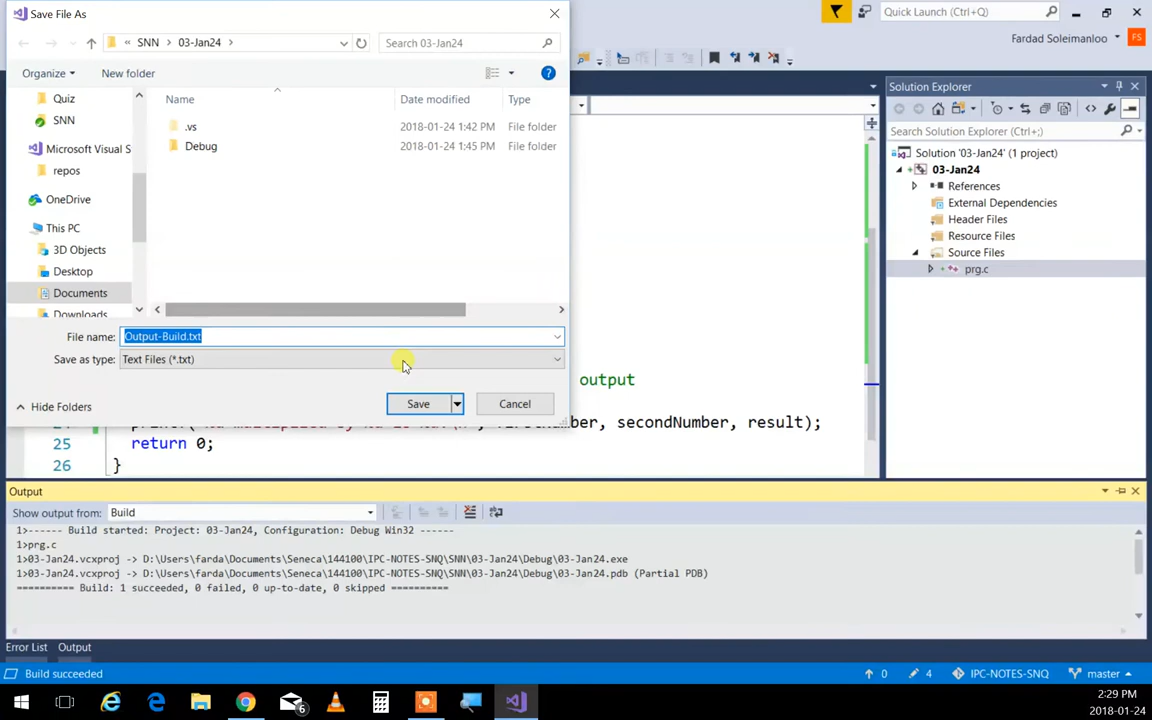 Save File As
Quick Launch (Ctrl+Q)
Fardad Soleimanloo
FS
« SNN > 03-Jan24 >
Search 03-Jan24
Organize
New folder
Name
Date modified
Type
Quiz
SNN
Microsoft Visual S
repos
OneDrive
This PC
3D Objects
Desktop
Documents
Downloads
.vs 2018-01-24 1:42 PM File folder
Debug 2018-01-24 1:45 PM File folder
File name: Output-Build.txt
Save as type: Text Files (*.txt)
Hide Folders
Save
Cancel
Solution Explorer
Search Solution Explorer (Ctrl+;)
Solution '03-Jan24' (1 project)
03-Jan24
References
External Dependencies
Header Files
Resource Files
Source Files
prg.c
output
secondNumber, result);
25 return 0;
26 }
Output
Show output from: Build
1>------ Build started: Project: 03-Jan24, Configuration: Debug Win32 ------
1>prg.c
1>03-Jan24.vcxproj -> D:\Users\farda\Documents\Seneca\144100\IPC-NOTES-SNQ\SNN\03-Jan24\Debug\03-Jan24.exe
1>03-Jan24.vcxproj -> D:\Users\farda\Documents\Seneca\144100\IPC-NOTES-SNQ\SNN\03-Jan24\Debug\03-Jan24.pdb (Partial PDB)
========== Build: 1 succeeded, 0 failed, 0 up-to-date, 0 skipped ==========
Error List
Output
Build succeeded
0
4
IPC-NOTES-SNQ
master
6
2:29 PM
2018-01-24